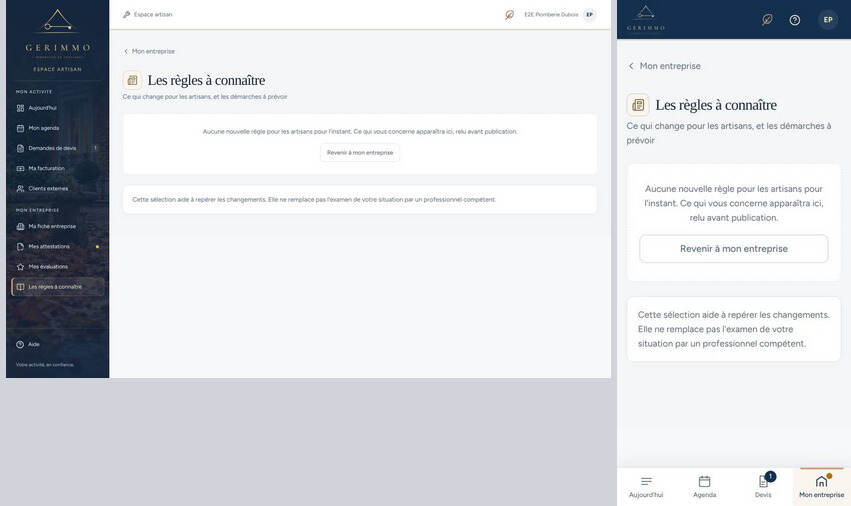 GERIMMO
ESPACE ARTISAN
MON ACTIVITÉ
Aujourd'hui
Mon agenda
Demandes de devis 1
Ma facturation
Clients externes
MON ENTREPRISE
Ma fiche entreprise
Mes attestations
Mes évaluations
Les règles à connaître
Aide
Votre activité, en confiance.
Espace artisan
E2E Plomberie Dubois EP
Mon entreprise
Les règles à connaître
Ce qui change pour les artisans, et les démarches à prévoir
Aucune nouvelle règle pour les artisans pour l'instant. Ce qui vous concerne apparaîtra ici, relu avant publication.
Revenir à mon entreprise
Cette sélection aide à repérer les changements. Elle ne remplace pas l'examen de votre situation par un professionnel compétent.
GERIMMO
EP
Mon entreprise
Les règles à connaître
Ce qui change pour les artisans, et les démarches à
prévoir
Aucune nouvelle règle pour les artisans pour
l'instant. Ce qui vous concerne apparaîtra ici,
relu avant publication.
Revenir à mon entreprise
Cette sélection aide à repérer les changements.
Elle ne remplace pas l'examen de votre
situation par un professionnel compétent.
1
Aujourd'hui
Agenda
Devis
Mon entreprise